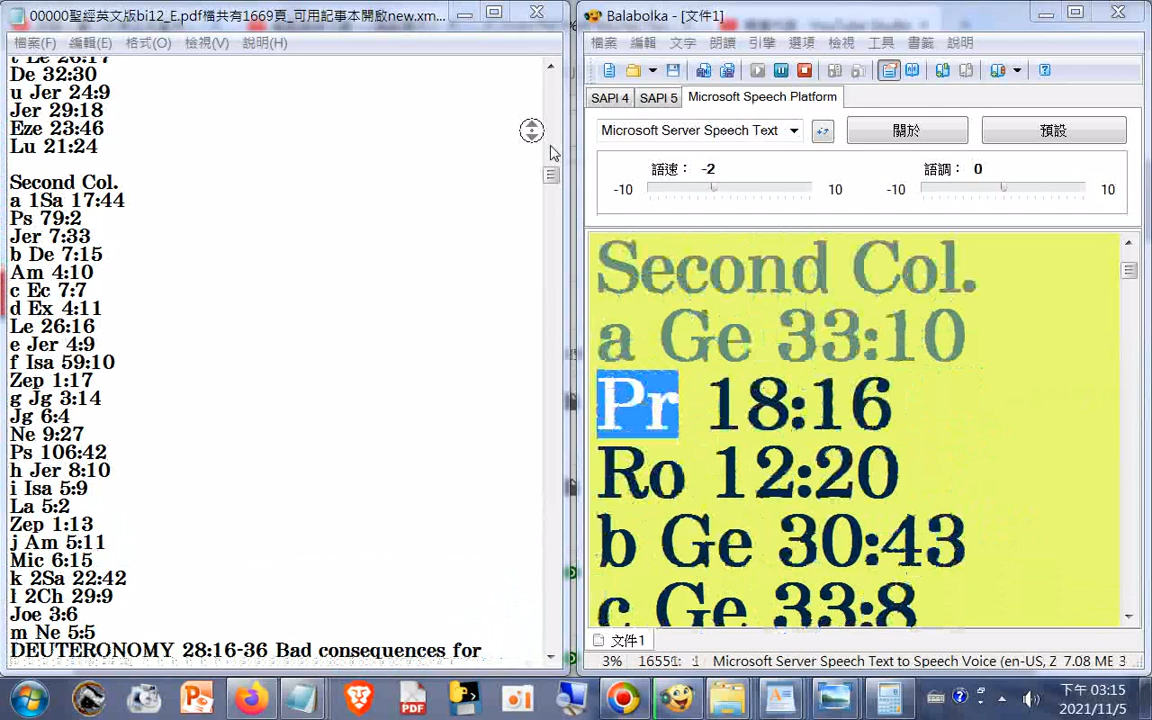 00000聖經英文版bi12_E.pdf檔共有1669頁_可用記事本開啟new.xm...
檔案(F) 編輯(E) 格式(O) 檢視(V) 說明(H)
t Le 26:17
De 32:30
u Jer 24:9
Jer 29:18
Eze 23:46
Lu 21:24
Second Col.
a 1Sa 17:44
Ps 79:2
Jer 7:33
b De 7:15
Am 4:10
c Ec 7:7
d Ex 4:11
Le 26:16
e Jer 4:9
f Isa 59:10
Zep 1:17
g Jg 3:14
Jg 6:4
Ne 9:27
Ps 106:42
h Jer 8:10
i Isa 5:9
La 5:2
Zep 1:13
j Am 5:11
Mic 6:15
k 2Sa 22:42
l 2Ch 29:9
Joe 3:6
m Ne 5:5
DEUTERONOMY 28:16-36 Bad consequences for
Balabolka - [文件1]
檔案 編輯 文字 朗讀 引擎 選項 檢視 工具 書籤 說明
SAPI 4 SAPI 5 Microsoft Speech Platform
Microsoft Server Speech Text 關於 預設
語速： -2 語調： 0
-10 10 -10 10
Second Col.
a Ge 33:10
Pr 18:16
Ro 12:20
b Ge 30:43
c Ge 33:8
文件1
3% 16551: 1 Microsoft Server Speech Text to Speech Voice (en-US, Z 7.08 MB 3
PDF
下午 03:15
2021/11/5